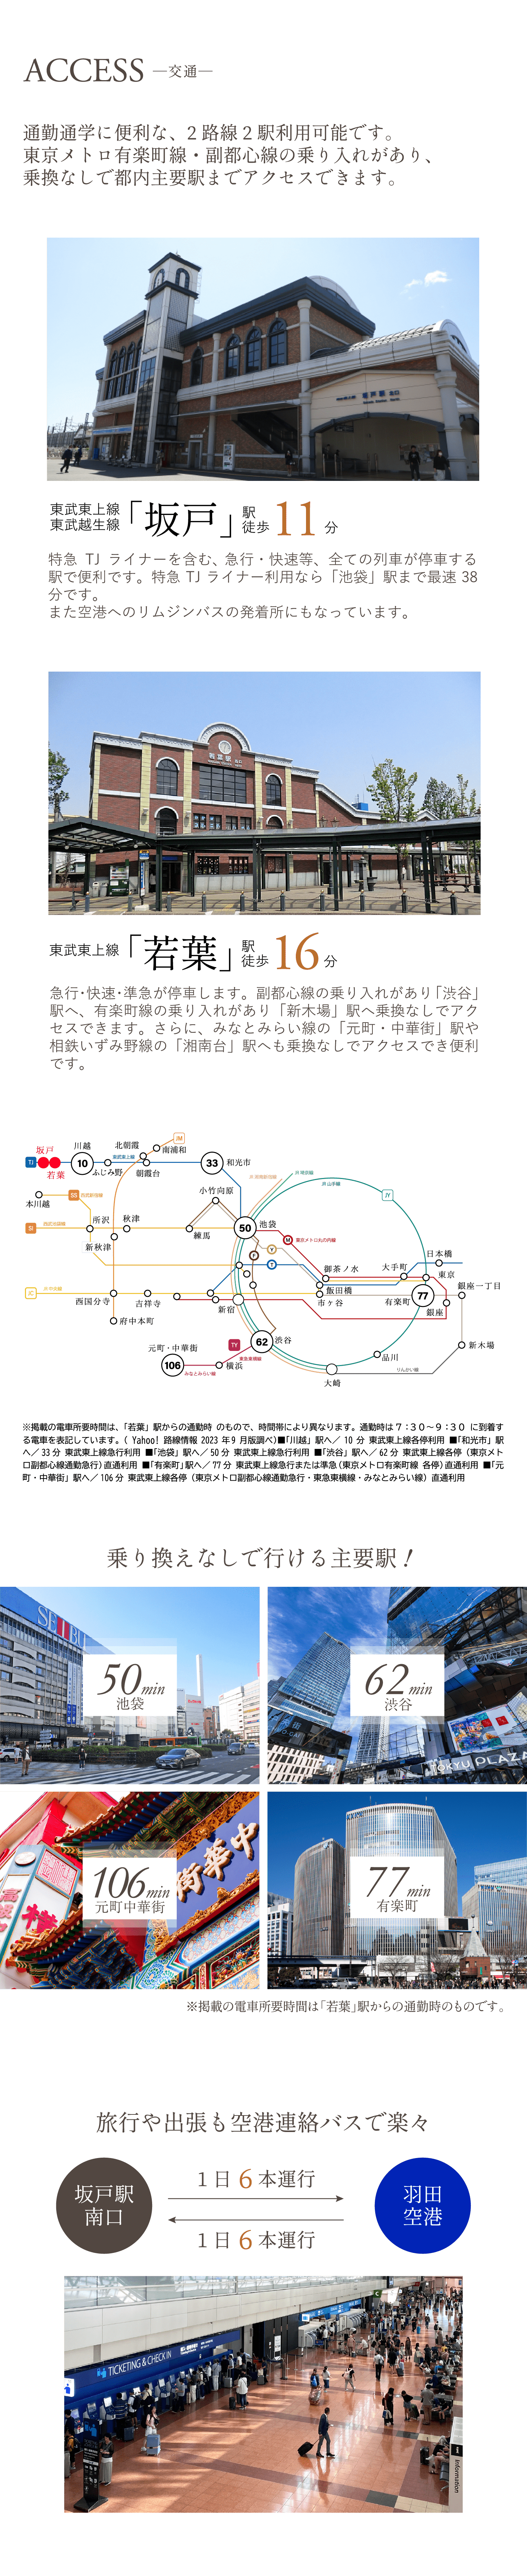 ACCESS ―交通―
通勤通学に便利な、2 路線 2 駅利用可能です。
東京メトロ有楽町線・副都心線の乗り入れがあり、
乗換なしで都内主要駅までアクセスできます。
東武東上線
東武越生線
「坂戸」
駅
徒歩
11 分
特急 TJ ライナーを含む、急行・快速等、全ての列車が停車する
駅で便利です。特急 TJ ライナー利用なら「池袋」駅まで最速 38
分です。
また空港へのリムジンバスの発着所にもなっています。
東武東上線
「若葉」
駅
徒歩
16 分
急行・快速・準急が停車します。副都心線の乗り入れがあり「渋谷」
駅へ、有楽町線の乗り入れがあり「新木場」駅へ乗換なしでアク
セスできます。さらに、みなとみらい線の「元町・中華街」駅や
相鉄いずみ野線の「湘南台」駅へも乗換なしでアクセスでき便利
です。
坂戸
若葉
TJ
川越
10
ふじみ野
北朝霞
東武東上線
朝霞台
JM
南浦和
33
和光市
JR 埼京線
JR 山手線
JY
本川越
SS
小竹向原
SI
所沢
秋津
新秋津
練馬
50
池袋
M
東京メトロ丸の内線
Y
F
T
御茶ノ水
大手町
日本橋
東京
飯田橋
市ヶ谷
有楽町
77
銀座
銀座一丁目
JC
西国分寺
吉祥寺
新宿
府中本町
元町・中華街
106
みなとみらい線
TY
横浜
東急東横線
62
渋谷
大崎
品川
りんかい線
新木場
※掲載の電車所要時間は、「若葉」駅からの通勤時 のもので、時間帯により異なります。通勤時は 7：30～9：30 に到着す
る電車を表記しています。( Yahoo! 路線情報 2023 年 9 月版調べ)■「川越」駅へ／ 10 分 東武東上線各停利用 ■「和光市」駅
へ／ 33 分 東武東上線急行利用 ■「池袋」駅へ／ 50 分 東武東上線急行利用 ■「渋谷」駅へ／ 62 分 東武東上線各停（東京メト
ロ副都心線通勤急行）直通利用 ■「有楽町」駅へ／ 77 分 東武東上線急行または準急（東京メトロ有楽町線 各停）直通利用 ■「元
町・中華街」駅へ／ 106 分 東武東上線各停（東京メトロ副都心線通勤急行・東急東横線・みなとみらい線）直通利用
乗り換えなしで行ける主要駅！
SEIBU
50min
池袋
62min
渋谷
TOKYU PLAZA
106min
元町中華街
中華街
77min
有楽町
※掲載の電車所要時間は「若葉」駅からの通勤時のものです。
旅行や出張も空港連絡バスで楽々
坂戸駅
南口
1 日 6 本運行
1 日 6 本運行
羽田
空港
TICKETING & CHECK IN
Information